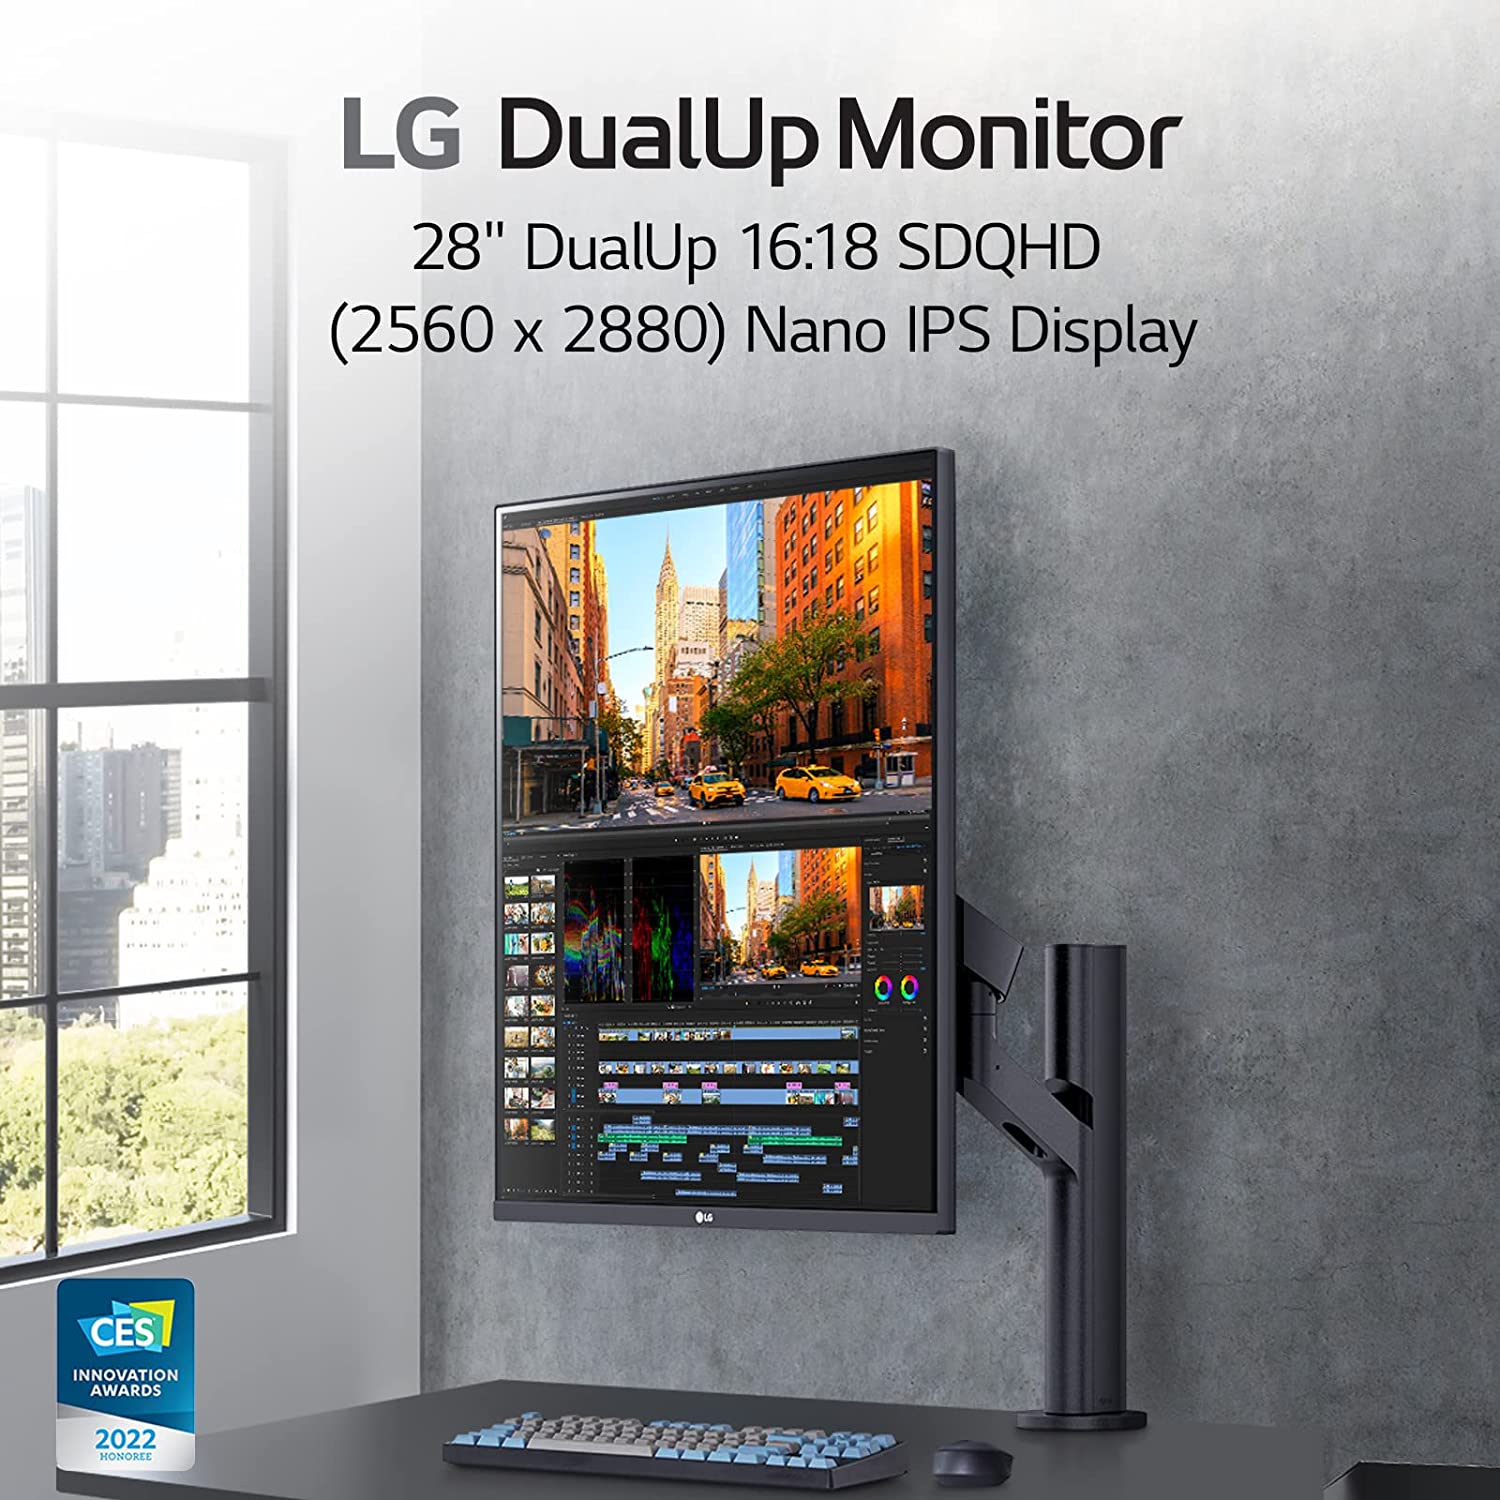 LG DualUp Monitor
28" DualUp 16:18 SDQHD
(2560 x 2880) Nano IPS Display
LG
CES
INNOVATION
AWARDS
2022
HONOREE